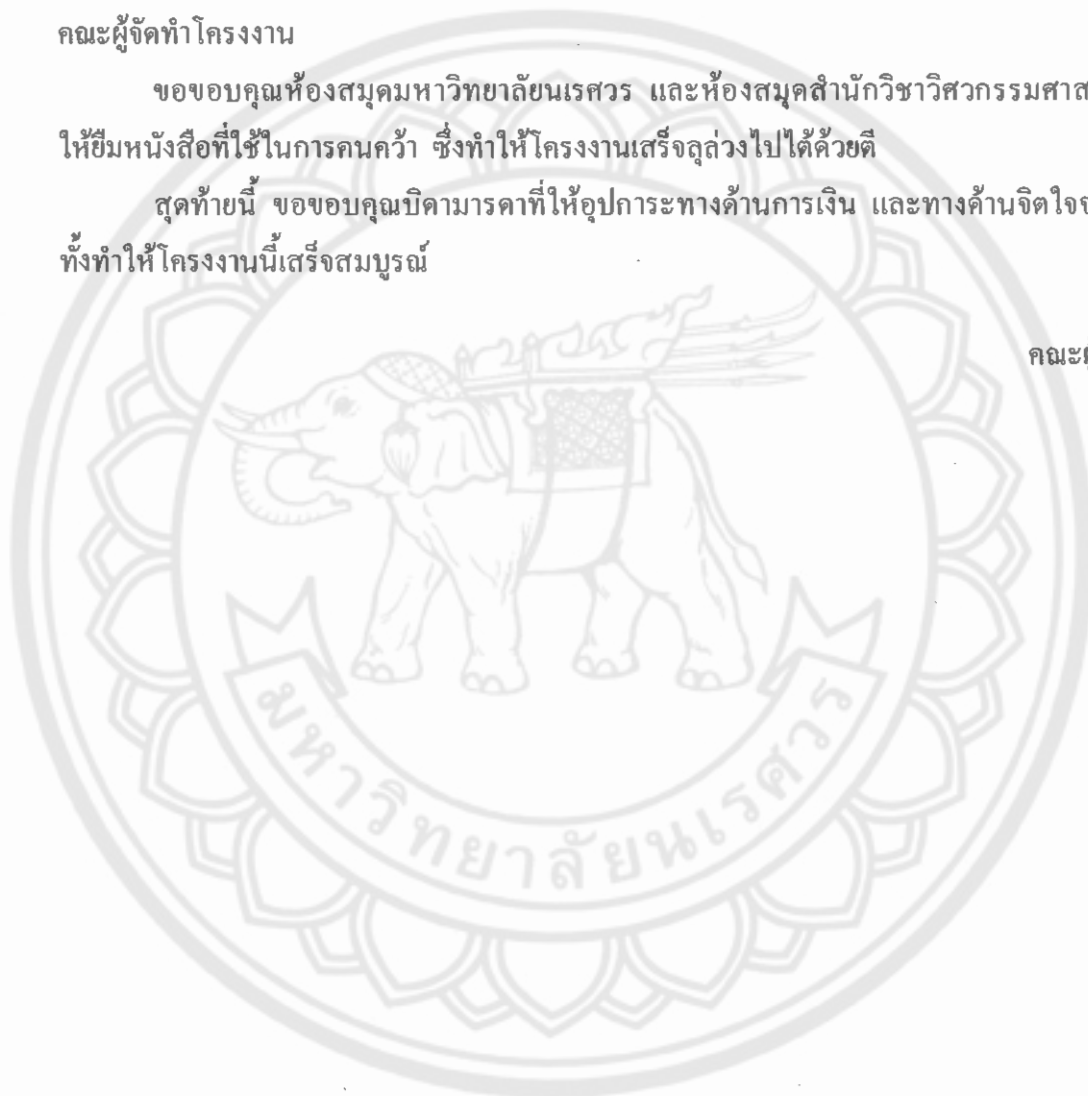 คณะผู้จัดทำโครงงาน
ขอขอบคุณห้องสมุดมหาวิทยาลัยนเรศวร และห้องสมุดสำนักวิชาวิศวกรรมศาส
ให้ยืมหนังสือที่ใช้ในการคนคว้า ซึ่งทำให้โครงงานเสร็จลุล่วงไปได้ด้วยดี
สุดท้ายนี้ ขอขอบคุณบิดามารดาที่ให้อุปการะทางด้านการเงิน และทางด้านจิตใจ
ทั้งทำให้โครงงานนี้เสร็จสมบูรณ์
คณะผ
มหาวิทยาลัยนเรศวร